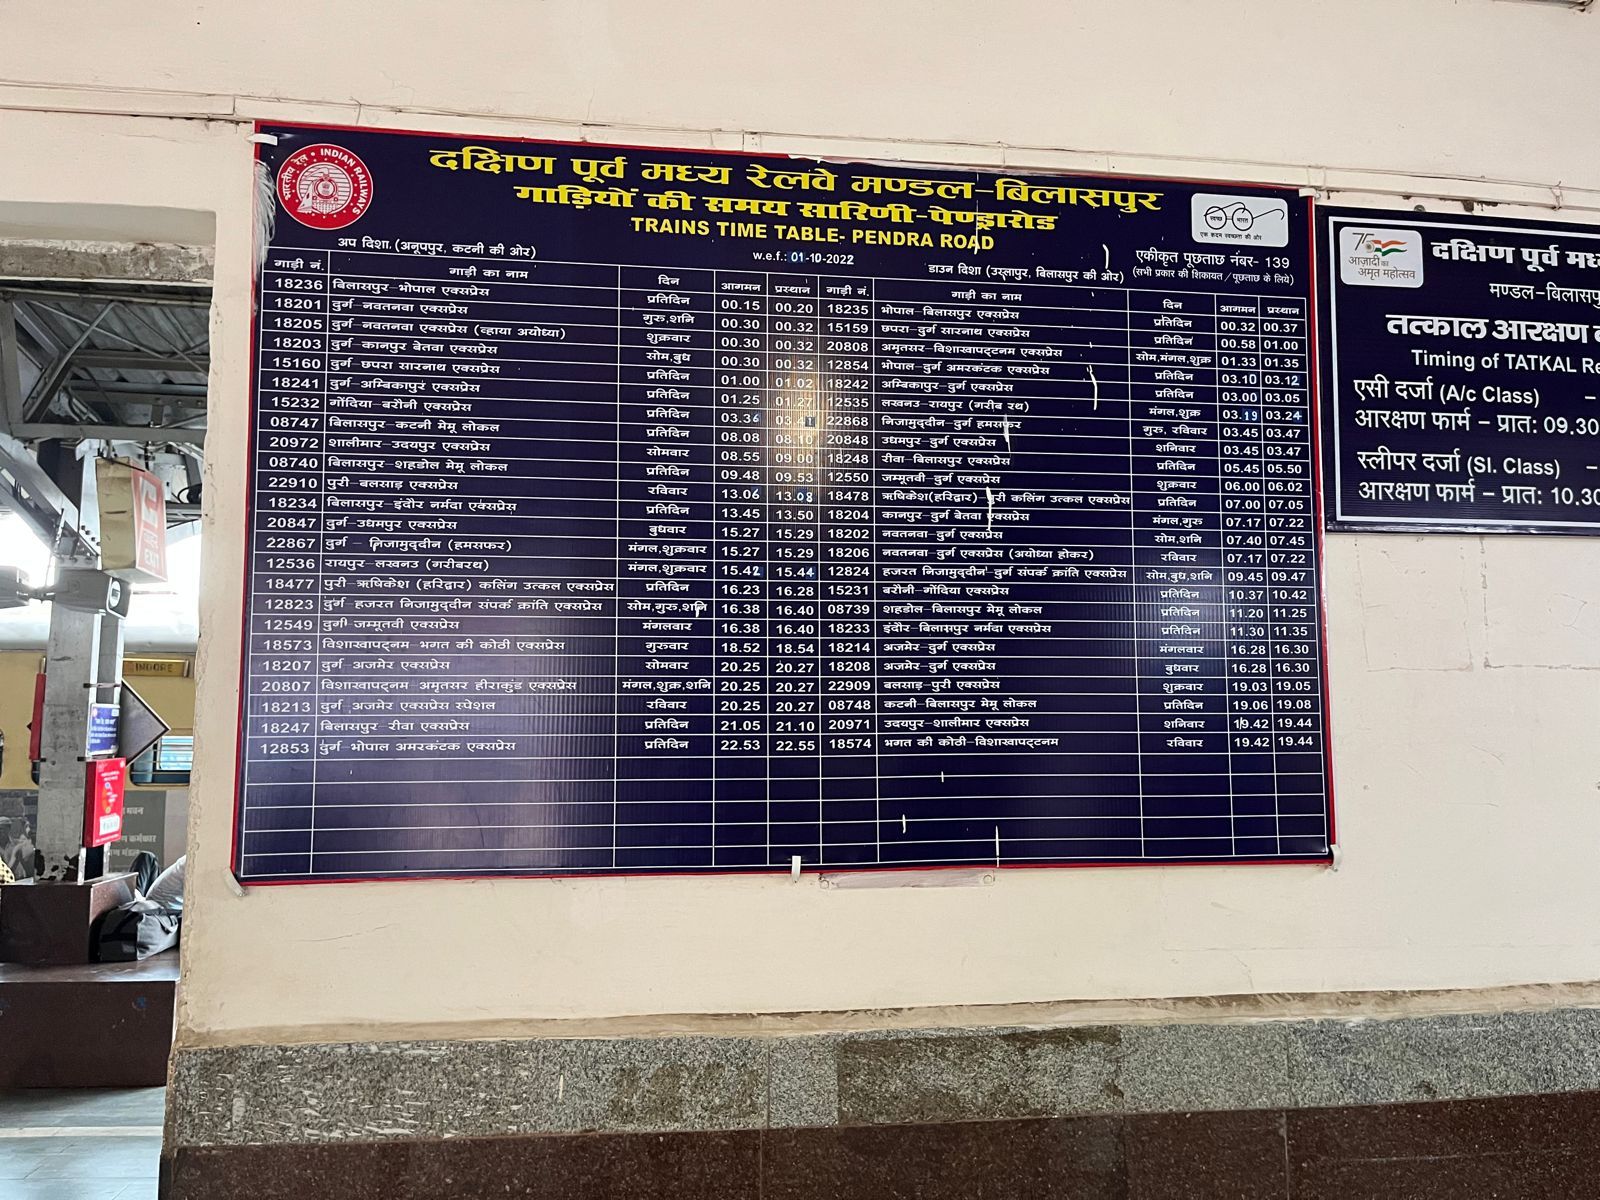 दक्षिण पूर्व मध्य रेलवे मण्डल–बिलासपुर
गाड़ियों की समय सारिणी–पेण्ड्रारोड
TRAINS TIME TABLE- PENDRA ROAD
भारतीय रेल • INDIAN RAILWAYS
स्वच्छ भारत
एक कदम स्वच्छता की ओर
अप दिशा (अनूपपुर, कटनी की ओर) w.e.f.: 01-10-2022 डाउन दिशा (उस्लापुर, बिलासपुर की ओर) एकीकृत पूछताछ नंबर- 139
(सभी प्रकार की शिकायत / पूछताछ के लिये)
गाड़ी नं. गाड़ी का नाम दिन आगमन प्रस्थान गाड़ी नं. गाड़ी का नाम दिन आगमन प्रस्थान
18236 बिलासपुर–भोपाल एक्सप्रेस प्रतिदिन 00.15 00.20 18235 भोपाल–बिलासपुर एक्सप्रेस प्रतिदिन 00.32 00.37
18201 दुर्ग–नवतनवा एक्सप्रेस गुरु,शनि 00.30 00.32 15159 छपरा–दुर्ग सारनाथ एक्सप्रेस प्रतिदिन 00.58 01.00
18205 दुर्ग–नवतनवा एक्सप्रेस (व्हाया अयोध्या) शुक्रवार 00.30 00.32 20808 अमृतसर–विशाखापट्टनम एक्सप्रेस सोम,मंगल,शुक्र 01.33 01.35
18203 दुर्ग–कानपुर बेतवा एक्सप्रेस सोम,बुध 00.30 00.32 12854 भोपाल–दुर्ग अमरकंटक एक्सप्रेस प्रतिदिन 03.10 03.12
15160 दुर्ग–छपरा सारनाथ एक्सप्रेस प्रतिदिन 01.00 01.02 18242 अम्बिकापुर–दुर्ग एक्सप्रेस प्रतिदिन 03.00 03.05
18241 दुर्ग–अम्बिकापुर एक्सप्रेस प्रतिदिन 01.25 01.27 12535 लखनउ–रायपुर (गरीब रथ) मंगल,शुक्र 03.19 03.24
15232 गोंदिया–बरौनी एक्सप्रेस प्रतिदिन 03.36 03.41 22868 निजामुद्दीन–दुर्ग हमसफर गुरु, रविवार 03.45 03.47
08747 बिलासपुर–कटनी मेमू लोकल प्रतिदिन 08.08 08.10 20848 उधमपुर–दुर्ग एक्सप्रेस शनिवार 03.45 03.47
20972 शालीमार–उदयपुर एक्सप्रेस सोमवार 08.55 09.00 18248 रीवा–बिलासपुर एक्सप्रेस प्रतिदिन 05.45 05.50
08740 बिलासपुर–शहडोल मेमू लोकल प्रतिदिन 09.48 09.53 12550 जम्मूतवी–दुर्ग एक्सप्रेस शुक्रवार 06.00 06.02
22910 पुरी–बलसाड़ एक्सप्रेस रविवार 13.06 13.08 18478 ऋषिकेश(हरिद्वार) पुरी कलिंग उत्कल एक्सप्रेस प्रतिदिन 07.00 07.05
18234 बिलासपुर–इंदौर नर्मदा एक्सप्रेस प्रतिदिन 13.45 13.50 18204 कानपुर–दुर्ग बेतवा एक्सप्रेस मंगल,गुरु 07.17 07.22
20847 दुर्ग–उधमपुर एक्सप्रेस बुधवार 15.27 15.29 18202 नवतनवा–दुर्ग एक्सप्रेस सोम,शनि 07.40 07.45
22867 दुर्ग – निजामुद्दीन (हमसफर) मंगल,शुक्रवार 15.27 15.29 18206 नवतनवा–दुर्ग एक्सप्रेस (अयोध्या होकर) रविवार 07.17 07.22
12536 रायपुर–लखनउ (गरीबरथ) मंगल,शुक्रवार 15.42 15.44 12824 हजरत निजामुद्दीन–दुर्ग संपर्क क्रांति एक्सप्रेस सोम,बुध,शनि 09.45 09.47
18477 पुरी–ऋषिकेश (हरिद्वार) कलिंग उत्कल एक्सप्रेस प्रतिदिन 16.23 16.28 15231 बरौनी–गोंदिया एक्सप्रेस प्रतिदिन 10.37 10.42
12823 दुर्ग–हजरत निजामुद्दीन संपर्क क्रांति एक्सप्रेस सोम,गुरु,शनि 16.38 16.40 08739 शहडोल–बिलासपुर मेमू लोकल प्रतिदिन 11.20 11.25
12549 दुर्ग–जम्मूतवी एक्सप्रेस मंगलवार 16.38 16.40 18233 इंदौर–बिलासपुर नर्मदा एक्सप्रेस प्रतिदिन 11.30 11.35
18573 विशाखापट्नम–भगत की कोठी एक्सप्रेस गुरुवार 18.52 18.54 18214 अजमेर–दुर्ग एक्सप्रेस मंगलवार 16.28 16.30
18207 दुर्ग–अजमेर एक्सप्रेस सोमवार 20.25 20.27 18208 अजमेर–दुर्ग एक्सप्रेस बुधवार 16.28 16.30
20807 विशाखापट्नम–अमृतसर हीराकुंड एक्सप्रेस मंगल,शुक्र,शनि 20.25 20.27 22909 बलसाड़–पुरी एक्सप्रेस शुक्रवार 19.03 19.05
18213 दुर्ग–अजमेर एक्सप्रेस स्पेशल रविवार 20.25 20.27 08748 कटनी–बिलासपुर मेमू लोकल प्रतिदिन 19.06 19.08
18247 बिलासपुर–रीवा एक्सप्रेस प्रतिदिन 21.05 21.10 20971 उदयपुर–शालीमार एक्सप्रेस शनिवार 19.42 19.44
12853 दुर्ग–भोपाल अमरकंटक एक्सप्रेस प्रतिदिन 22.53 22.55 18574 भगत की कोठी–विशाखापट्टनम रविवार 19.42 19.44
75
आज़ादी का
अमृत महोत्सव
दक्षिण पूर्व
मण्डल–बिलासपु
तत्काल आरक्षण
Timing of TATKAL Re
एसी दर्जा (A/c Class) –
आरक्षण फार्म – प्रात: 09.30
स्लीपर दर्जा (Sl. Class) –
आरक्षण फार्म – प्रात: 10.30
INDORE